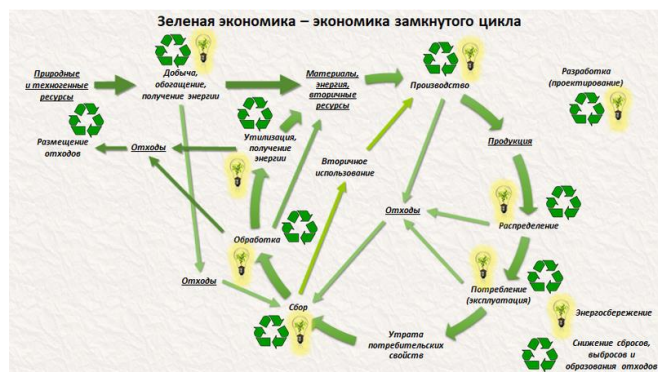 Зеленая экономика – экономика замкнутого цикла
Природные
и техногенные
ресурсы
Добыча,
обогащение,
получение энергии
Материалы,
энергия,
вторичные
ресурсы
Производство
Разработка
(проектирование)
Размещение
отходов
Отходы
Утилизация,
получение
энергии
Вторичное
использование
Продукция
Отходы
Распределение
Обработка
Отходы
Сбор
Потребление
(эксплуатация)
Энергосбережение
Утрата
потребительских
свойств
Снижение сбросов,
выбросов и
образования отходов